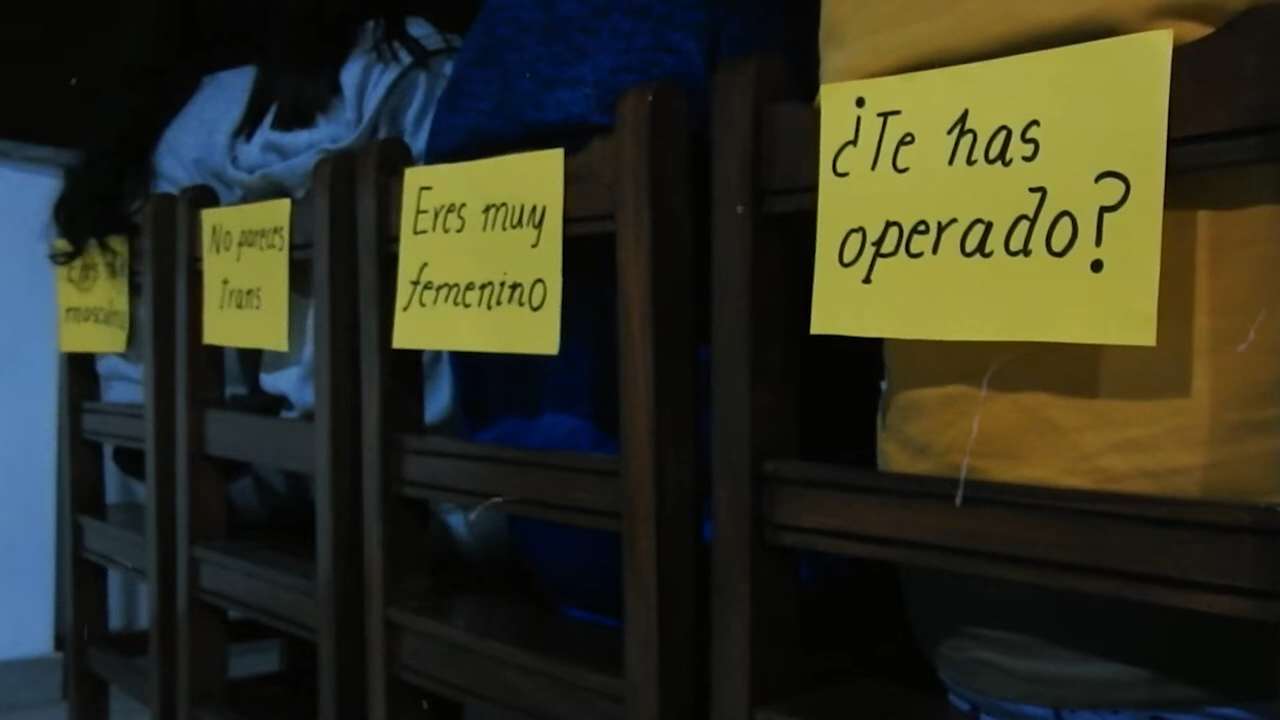 No pareces
Trans
Eres muy
femenino
¿Te has
operado?